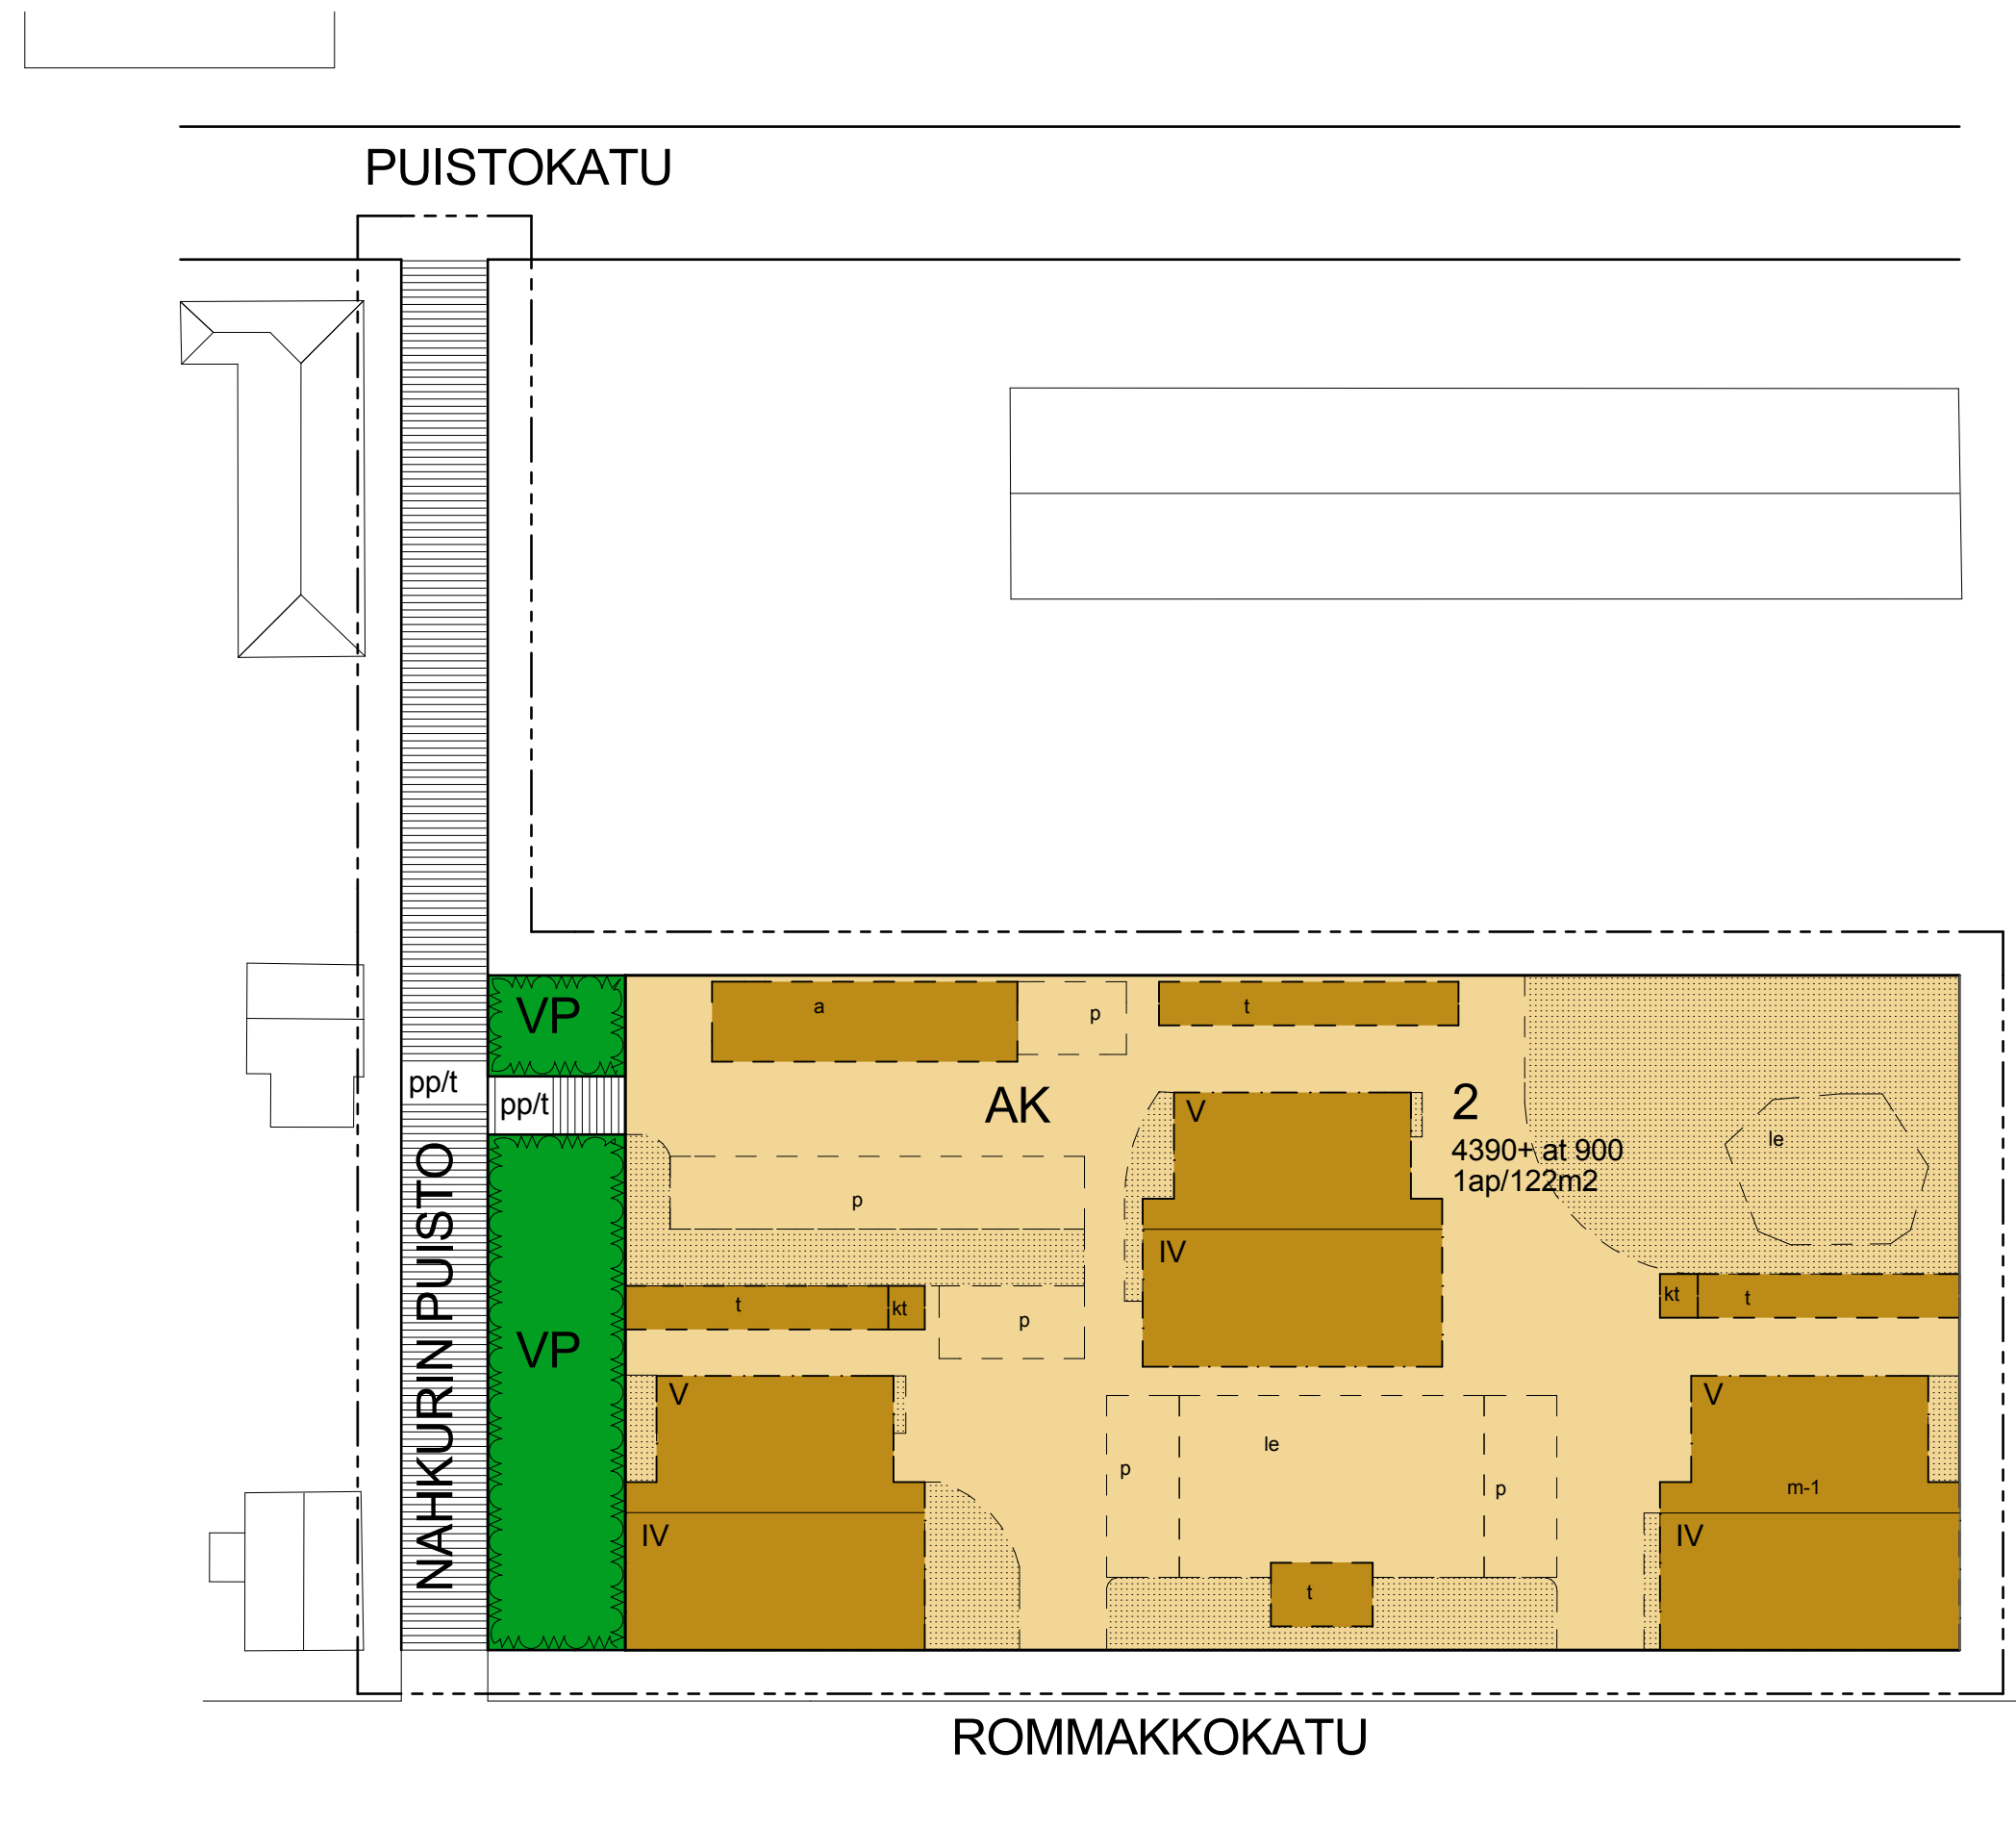 PUISTOKATU
VP
a
p
t
pp/t
pp/t
AK
V
2
4390+ at 900
1ap/122m2
le
NAHKURIN PUISTO
p
IV
VP
t
kt
p
kt
t
V
V
le
p
p
m-1
IV
IV
t
ROMMAKKOKATU